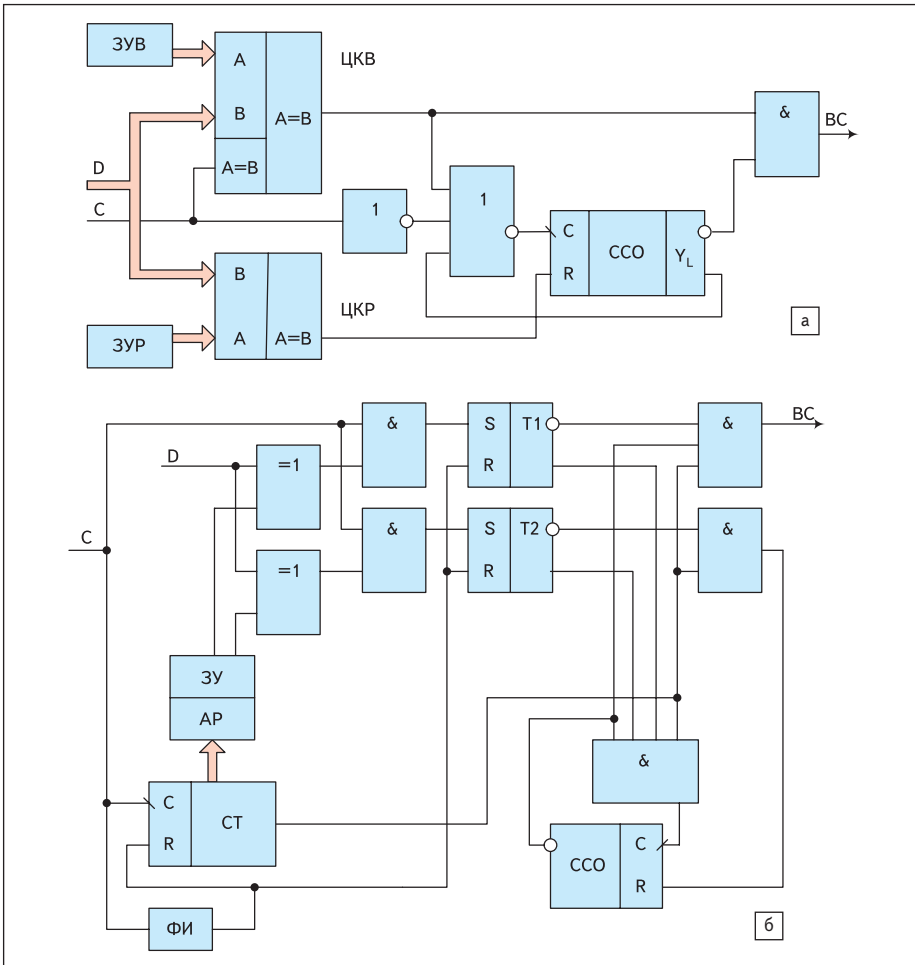 ЗУВ
A
B
A=B
A=B
ЦКВ
&
ВС
D
C
1
1
C
R
ССО
Y_L
B
A
A=B
ЦКР
ЗУР
а
&
S
R
T1
&
ВС
D
=1
&
S
R
T2
&
C
=1
ЗУ
АР
&
C
R
СТ
ССО
C
R
ФИ
б